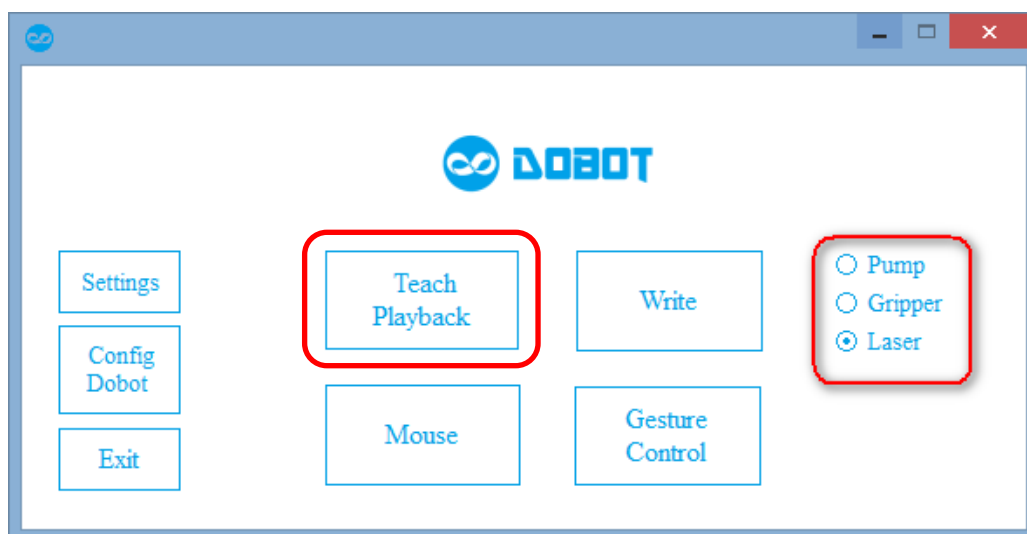 DOBOT
Settings
Config
Dobot
Exit
Teach
Playback
Write
Mouse
Gesture
Control
Pump
Gripper
Laser